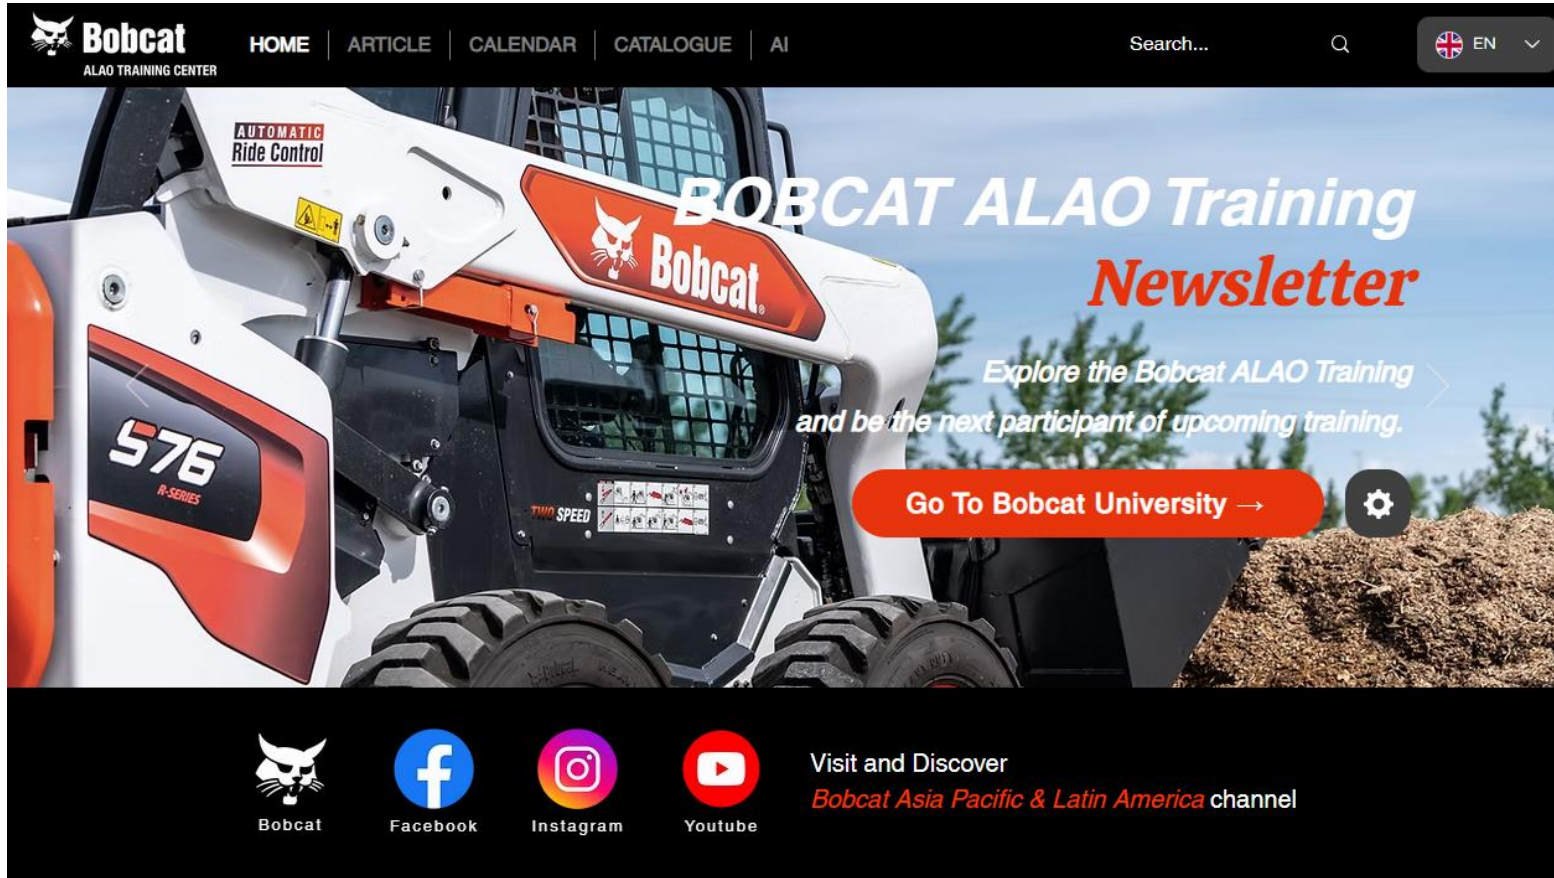 Bobcat
ALAO TRAINING CENTER
HOME
ARTICLE
CALENDAR
CATALOGUE
AI
Search...
EN
AUTOMATIC
Ride Control
Bobcat®
BOBCAT ALAO Training
Newsletter
Explore the Bobcat ALAO Training
and be the next participant of upcoming training.
S76
R-SERIES
TWO SPEED
Go To Bobcat University →
Bobcat
Facebook
Instagram
Youtube
Visit and Discover
Bobcat Asia Pacific & Latin America channel